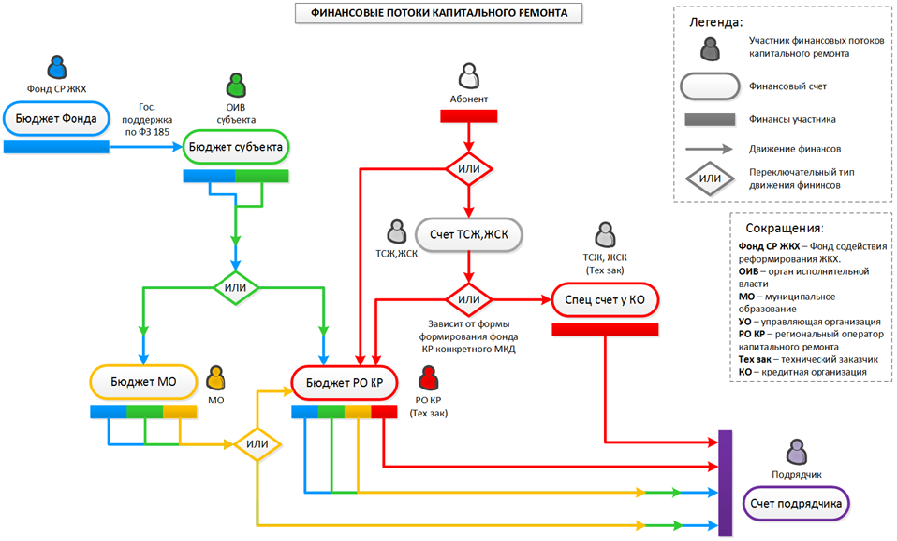 ФИНАНСОВЫЕ ПОТОКИ КАПИТАЛЬНОГО РЕМОНТА
Легенда:
Участник финансовых потоков
капитального ремонта
Финансовый счет
Финансы участника
Движение финансов
ИЛИ
Переключательный тип
движения фининсов
Сокращения:
Фонд СР ЖКХ – Фонд содействия
реформирования ЖКХ.
ОИВ – орган исполнительной
власти
МО – муниципальное
образование
УО – управляющая организация
РО КР – региональный оператор
капитального ремонта
Тех зак – технический заказчик
КО – кредитная организация
Фонд СР ЖКХ
Бюджет Фонда
Гос.
поддержка
по ФЗ 185
ОИВ
субъекта
Бюджет субъекта
Абонент
ИЛИ
ТСЖ,ЖСК
Счет ТСЖ,ЖСК
ТСЖ, ЖСК
(Тех зак)
ИЛИ
ИЛИ
Спец счет у КО
Зависит от формы
формирования фонда
КР конкретного МКД
Бюджет МО
МО
Бюджет РО КР
РО КР
(Тех зак)
ИЛИ
Подрядчик
Счет подрядчика